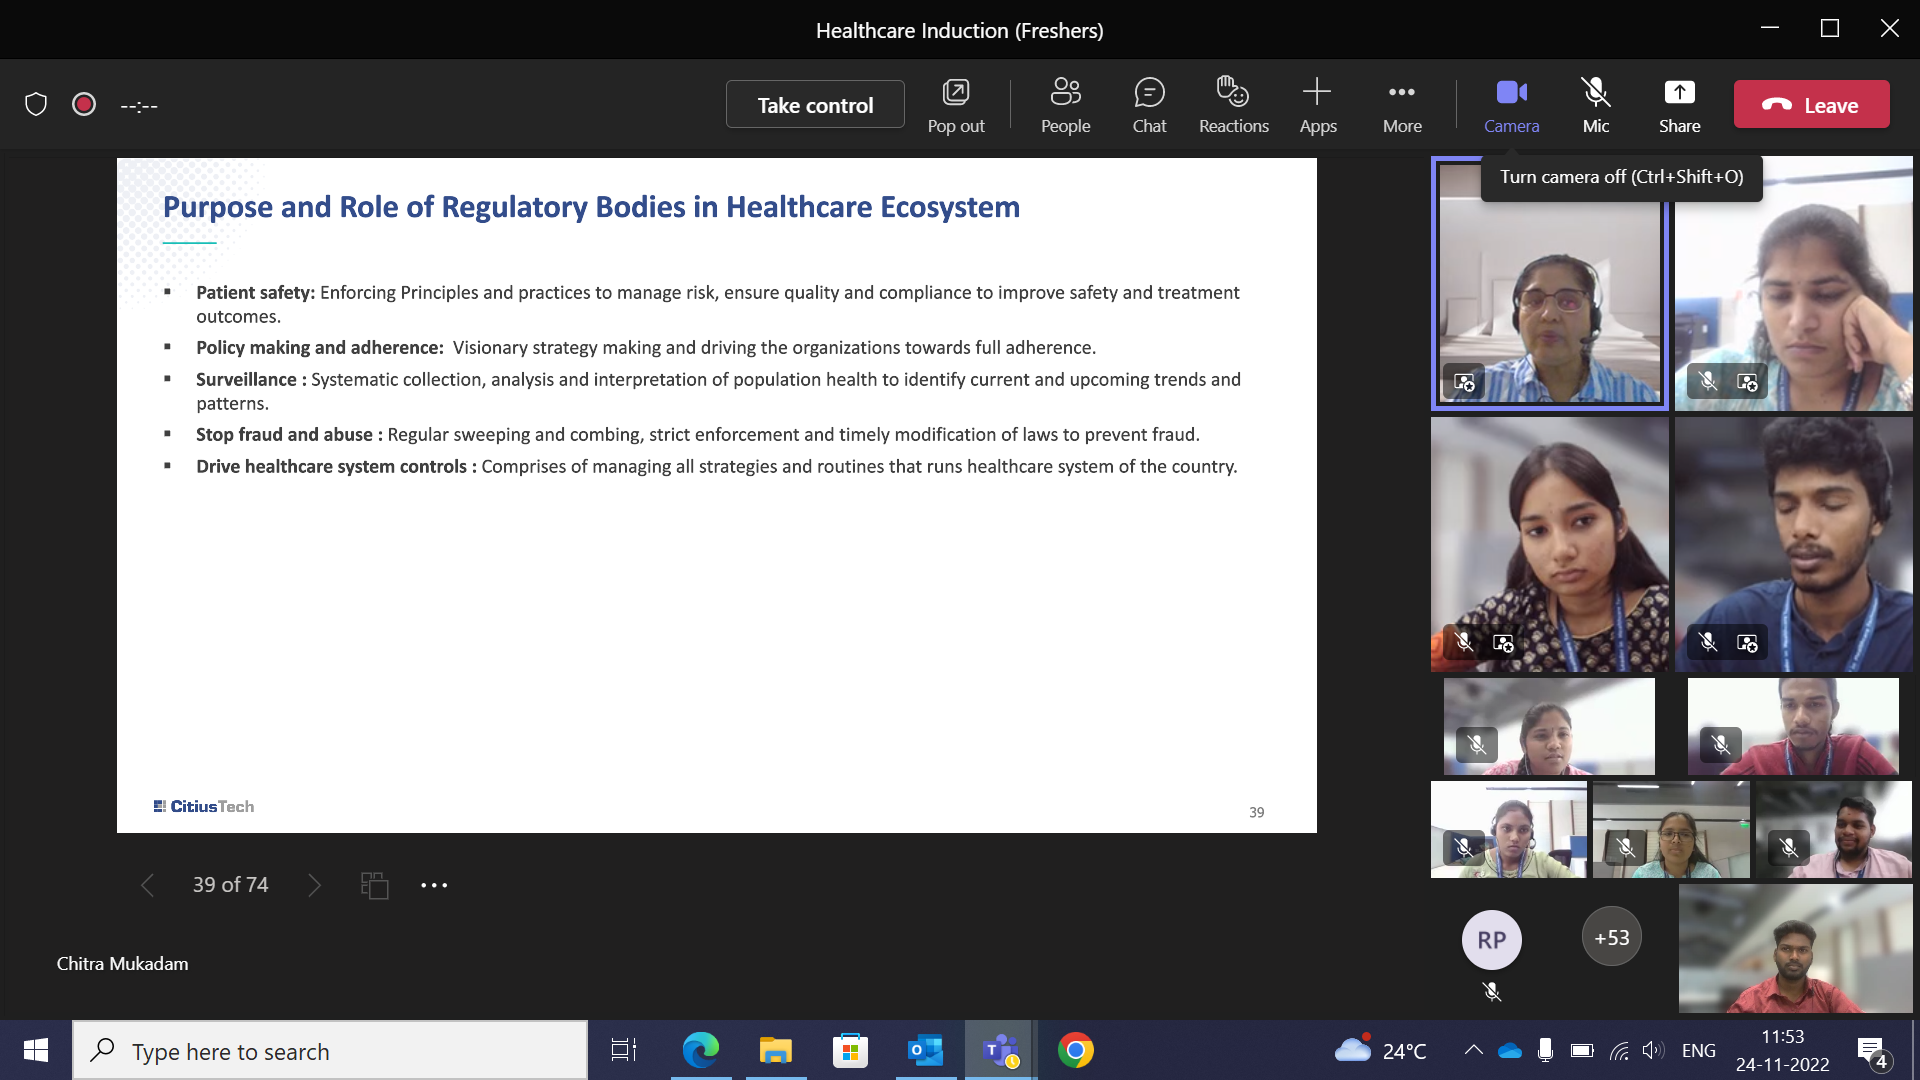 Healthcare Induction (Freshers)
--:--
Take control
Pop out
People
Chat
Reactions
Apps
More
Camera
Mic
Share
Leave
Turn camera off (Ctrl+Shift+O)
Purpose and Role of Regulatory Bodies in Healthcare Ecosystem
▪ Patient safety: Enforcing Principles and practices to manage risk, ensure quality and compliance to improve safety and treatment
outcomes.
▪ Policy making and adherence:  Visionary strategy making and driving the organizations towards full adherence.
▪ Surveillance : Systematic collection, analysis and interpretation of population health to identify current and upcoming trends and
patterns.
▪ Stop fraud and abuse : Regular sweeping and combing, strict enforcement and timely modification of laws to prevent fraud.
▪ Drive healthcare system controls : Comprises of managing all strategies and routines that runs healthcare system of the country.
CitiusTech
39
39 of 74
Chitra Mukadam
RP
+53
Type here to search
24°C
ENG
11:53
24-11-2022
4